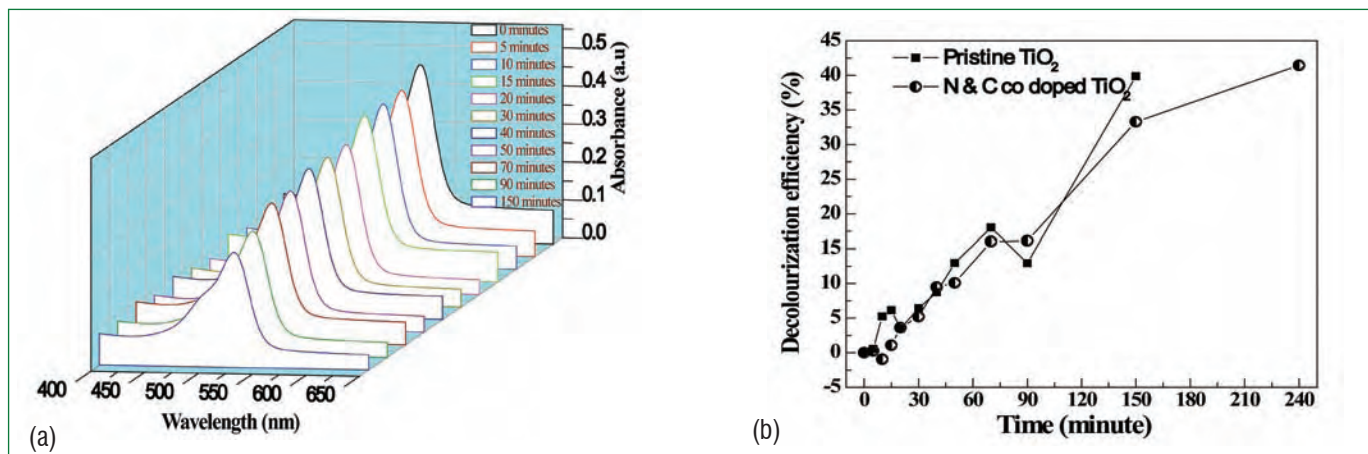 0 minutes
5 minutes
10 minutes
15 minutes
20 minutes
30 minutes
40 minutes
50 minutes
70 minutes
90 minutes
150 minutes
0.5
0.4
0.3
0.2
0.1
0.0
Absorbance (a.u)
400 450 500 550 600 650
Wavelength (nm)
(a)
45
40
35
30
25
20
15
10
5
0
-5
Decolourization efficiency (%)
Pristine TiO2
N & C co doped TiO2
0 30 60 90 120 150 180 210 240
Time (minute)
(b)